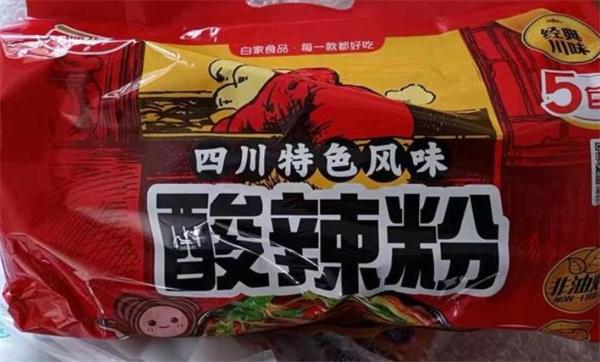 白家食品·每一款都好吃
经典
川味
5
四川特色风味
酸辣粉
非油
NON-